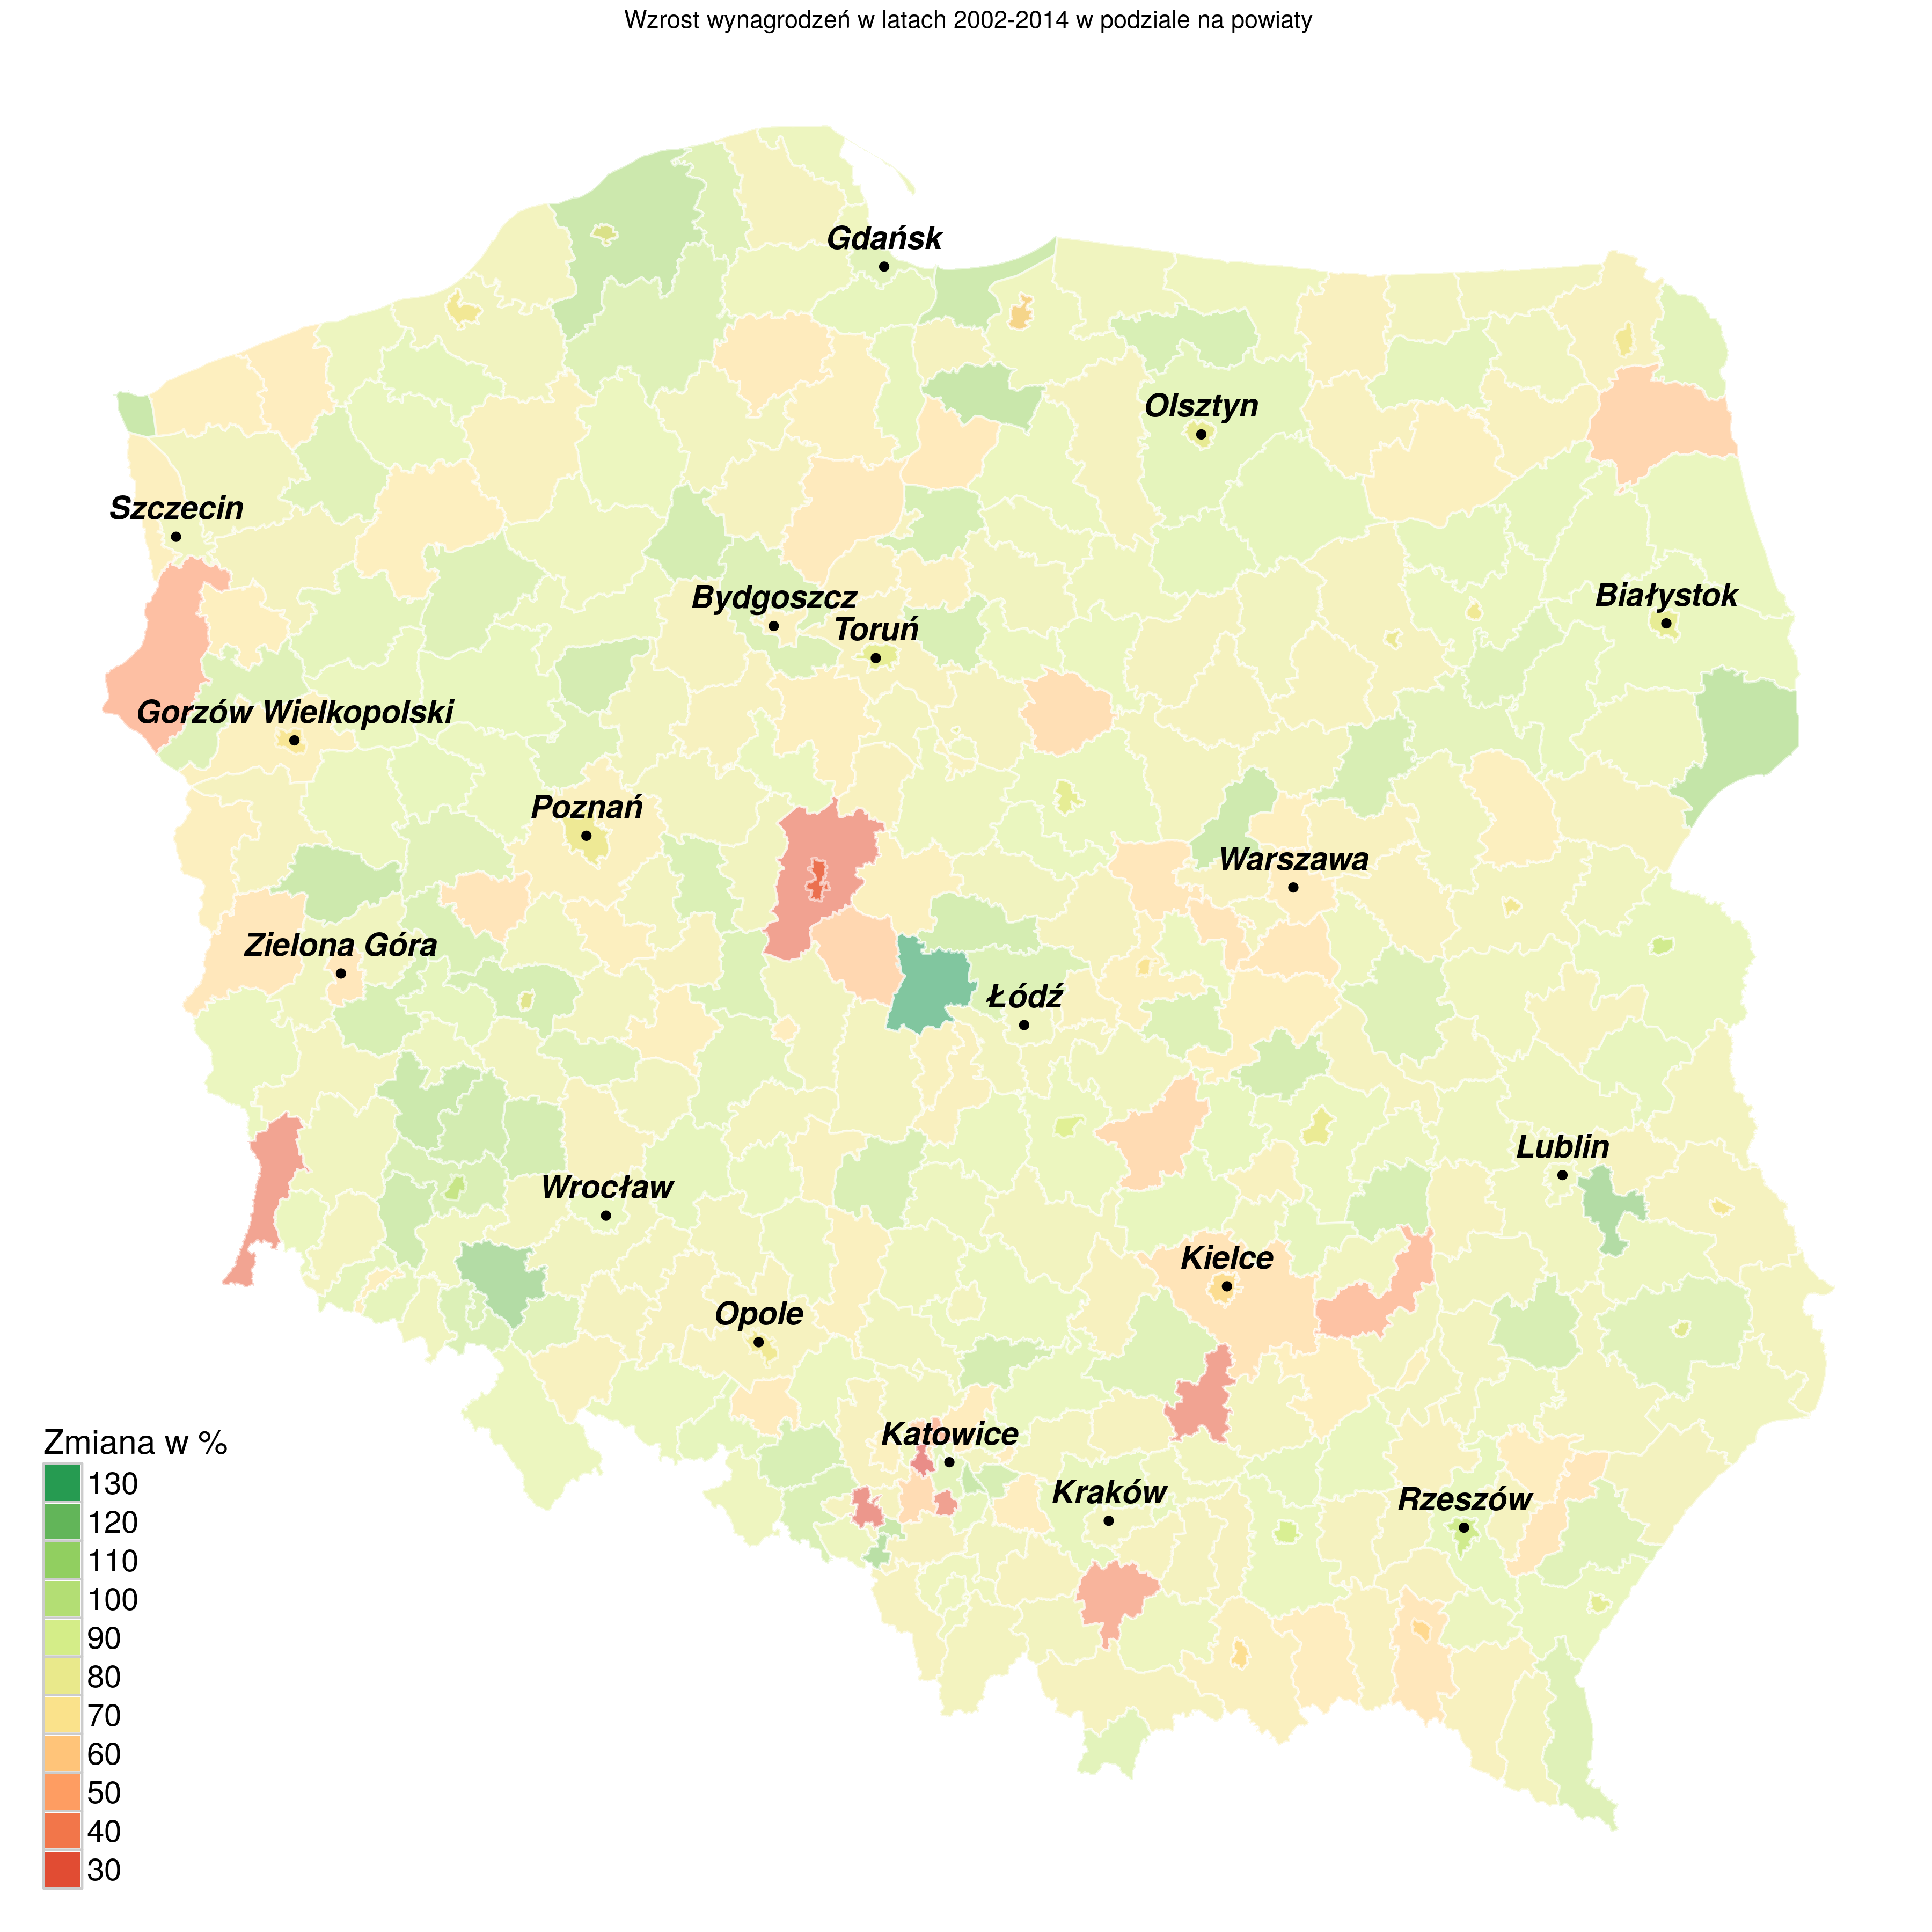 Wzrost wynagrodzeń w latach 2002-2014 w podziale na powiaty
Gdańsk
Olsztyn
Szczecin
Białystok
Bydgoszcz
Toruń
Gorzów Wielkopolski
Poznań
Warszawa
Zielona Góra
Łódź
Lublin
Wrocław
Kielce
Opole
Katowice
Kraków
Rzeszów
Zmiana w %
130
120
110
100
90
80
70
60
50
40
30